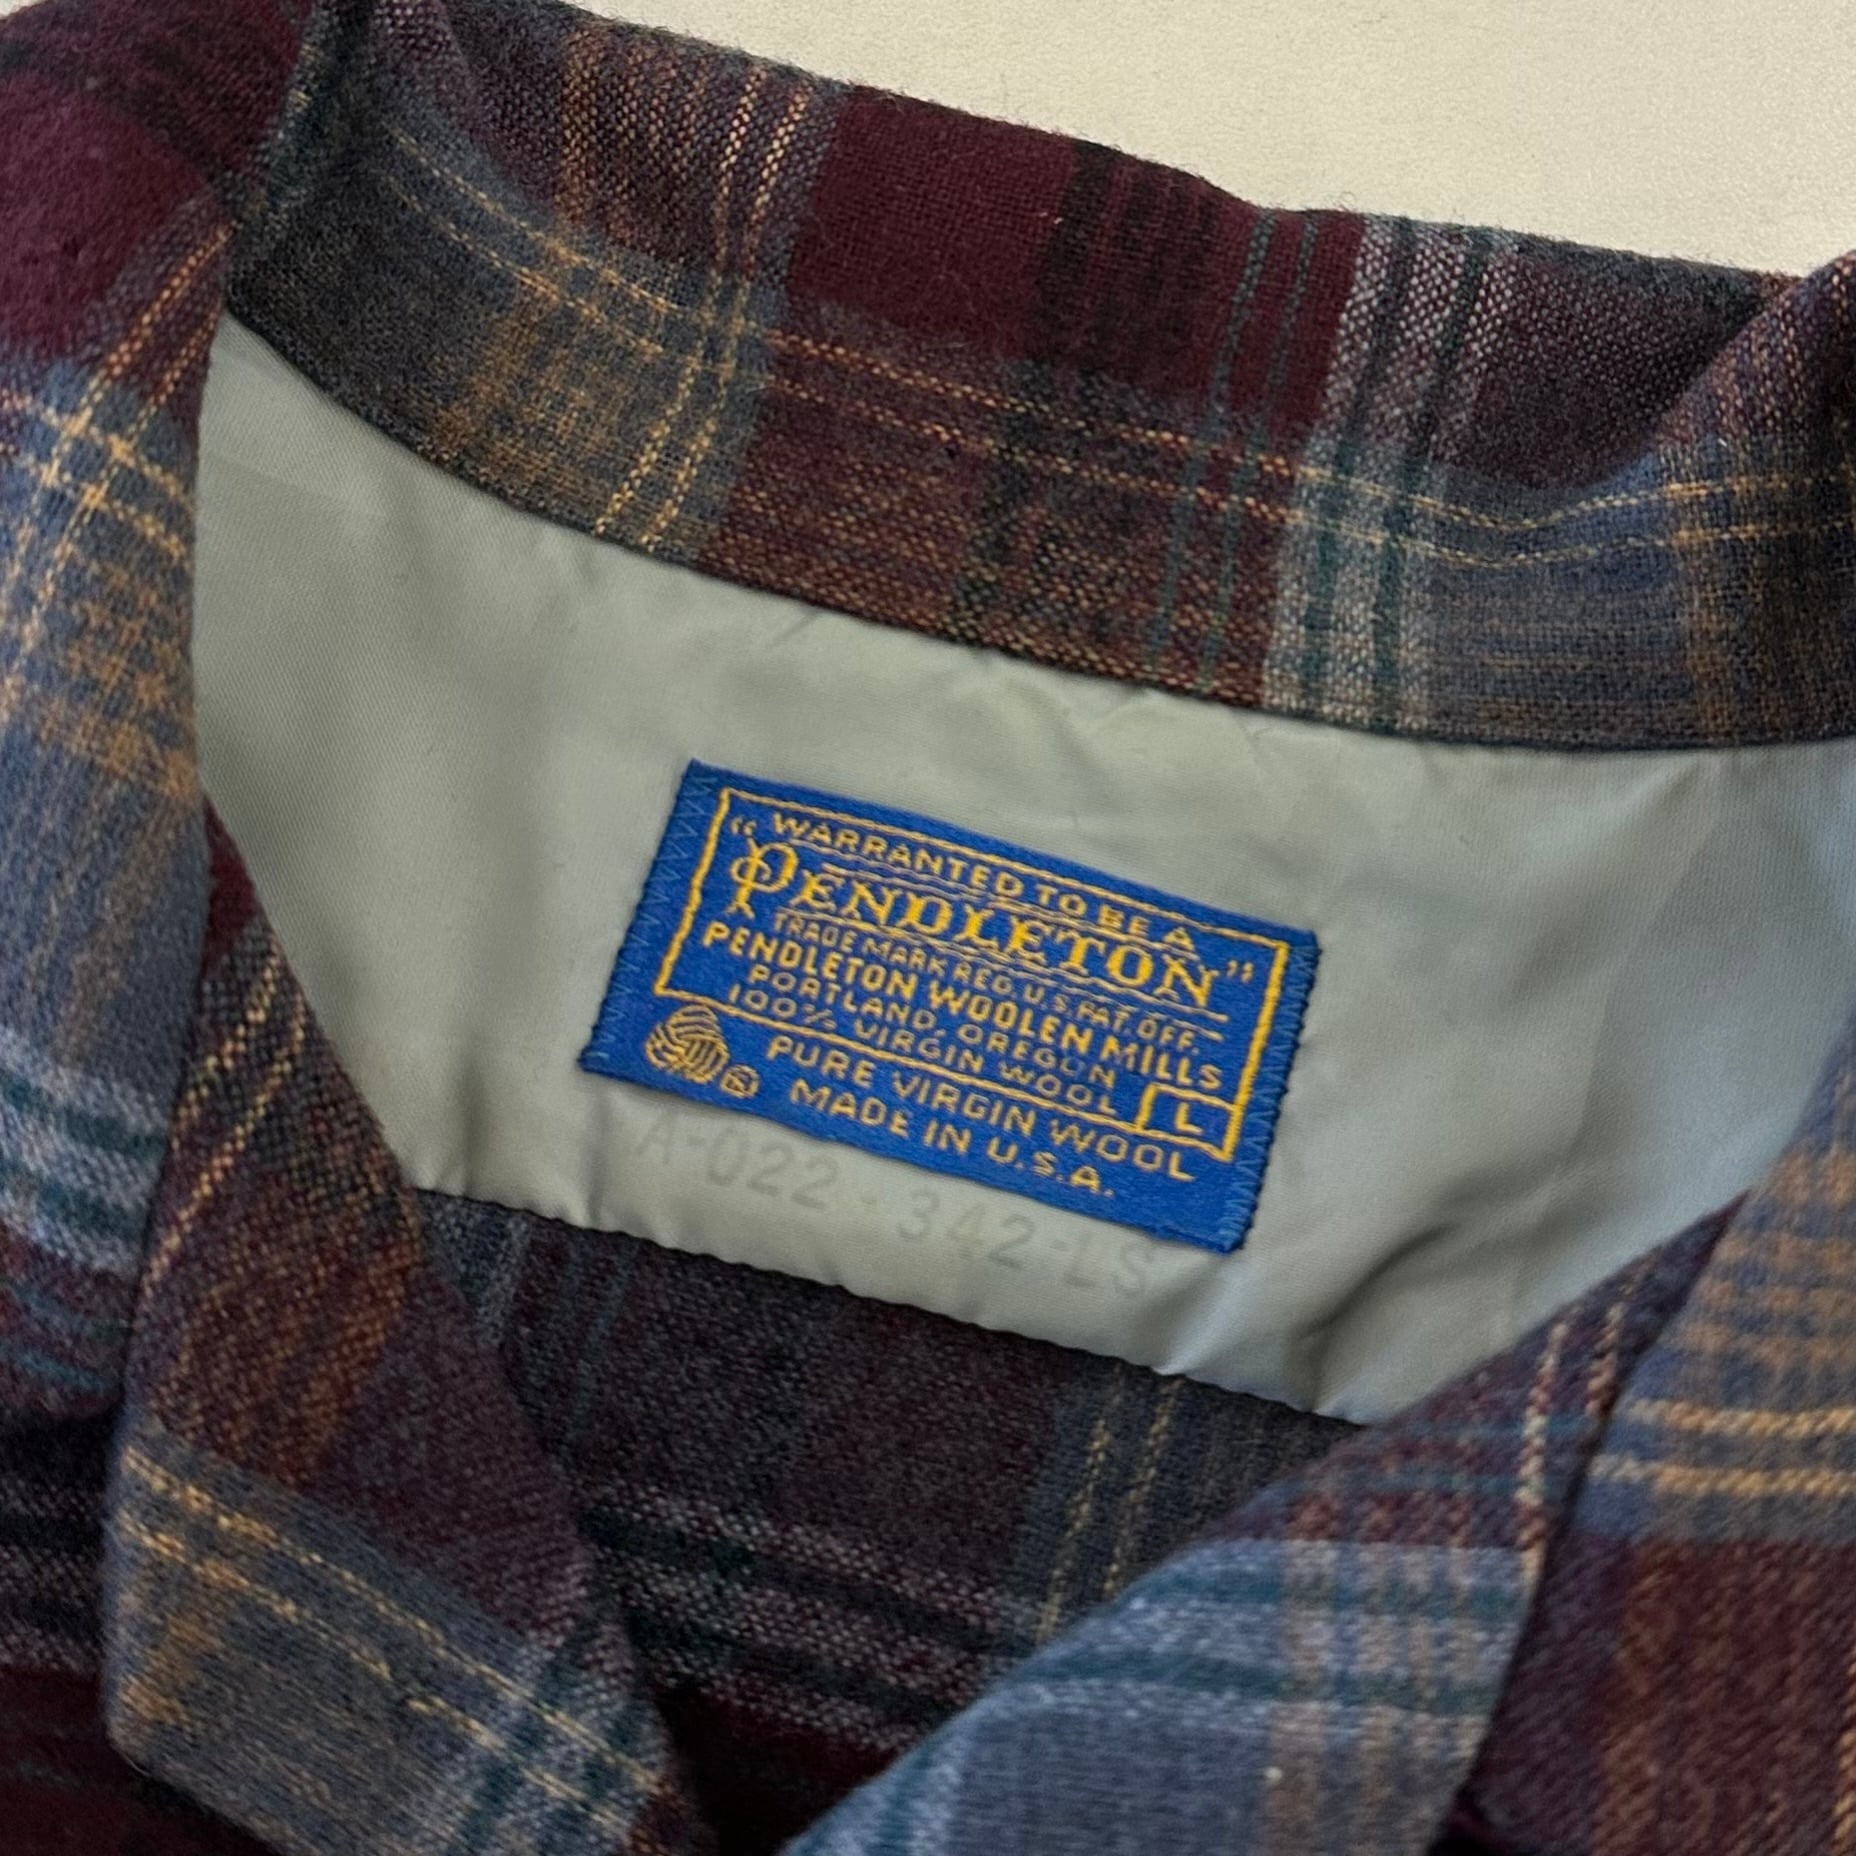 "WARRANTED TO BE A
PENDLETON"
TRADE MARK REG. U.S. PAT. OFF.
PENDLETON WOOLEN MILLS
PORTLAND, OREGON
100% VIRGIN WOOL
L
PURE VIRGIN WOOL
® MADE IN U.S.A.
A-022-342-LS